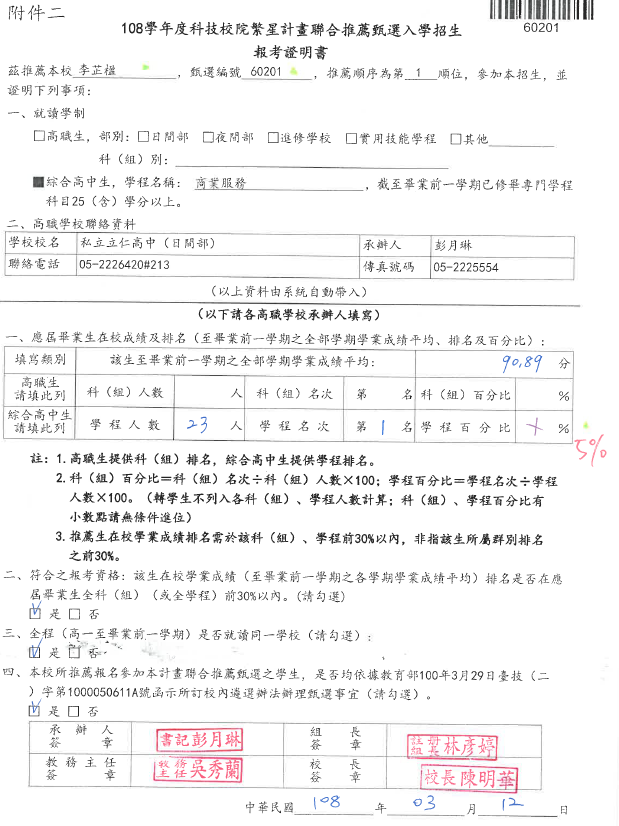 附件二
60201
108學年度科技校院繁星計畫聯合推薦甄選入學招生
報考證明書
茲推薦本校 李芷榅 ，甄選編號 60201 ，推薦順序為第 1 順位，參加本招生，並
證明下列事項：
一、就讀學制
□高職生，部別：□日間部 □夜間部 □進修學校 □實用技能學程 □其他
科（組）別：
■綜合高中生，學程名稱： 商業服務 ，截至畢業前一學期已修畢專門學程
科目25（含）學分以上。
二、高職學校聯絡資料
學校校名 私立立仁高中（日間部） 承辦人 彭月琳
聯絡電話 05-2226420#213 傳真號碼 05-2225554
（以上資料由系統自動帶入）
（以下請各高職學校承辦人填寫）
一、應屆畢業生在校成績及排名（至畢業前一學期之全部學期學業成績平均、排名及百分比）：
填寫類別 該生至畢業前一學期之全部學期學業成績平均： 90.89 分
高職生
請填此列 科（組）人數 人 科（組）名次 第 名 科（組）百分比 %
綜合高中生
請填此列 學程人數 23 人 學程名次 第 1 名 學程百分比 %
5%
註：1.高職生提供科（組）排名，綜合高中生提供學程排名。
2.科（組）百分比＝科（組）名次÷科（組）人數×100；學程百分比＝學程名次÷學程
人數×100。（轉學生不列入各科（組）、學程人數計算；科（組）、學程百分比有
小數點請無條件進位）
3.推薦生在校學業成績排名需於該科（組）、學程前30%以內，非指該生所屬群別排名
之前30%。
二、符合之報考資格：該生在校學業成績（至畢業前一學期之各學期學業成績平均）排名是否在應
屆畢業生全科（組）（或全學程）前30%以內。(請勾選)
☑ 是 □ 否
三、全程（高一至畢業前一學期）是否就讀同一學校（請勾選）：
☑ 是 □ 否
四、本校所推薦報名參加本計畫聯合推薦甄選之學生，是否均依據教育部100年3月29日臺技（二
）字第1000050611A號函示所訂校內遴選辦法辦理甄選事宜（請勾選）。
☑ 是 □ 否
承辦人
簽章 書記彭月琳 組長
簽章 註冊組長 林彥婷
教務主任
簽章 教務主任 吳秀蘭 校長
簽章 校長陳明華
中華民國 108 年 03 月 12 日